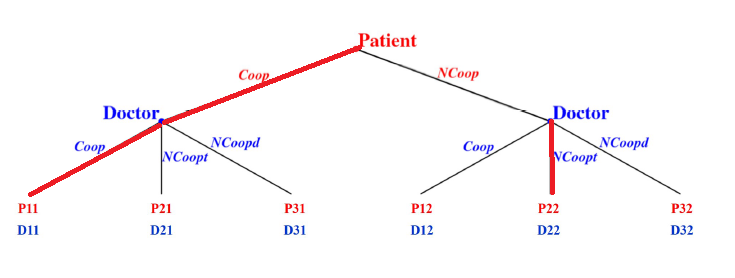 Patient
Coop NCoop
Doctor Doctor
Coop NCoopt NCoopd Coop NCoopt NCoopd
P11 P21 P31 P12 P22 P32
D11 D21 D31 D12 D22 D32